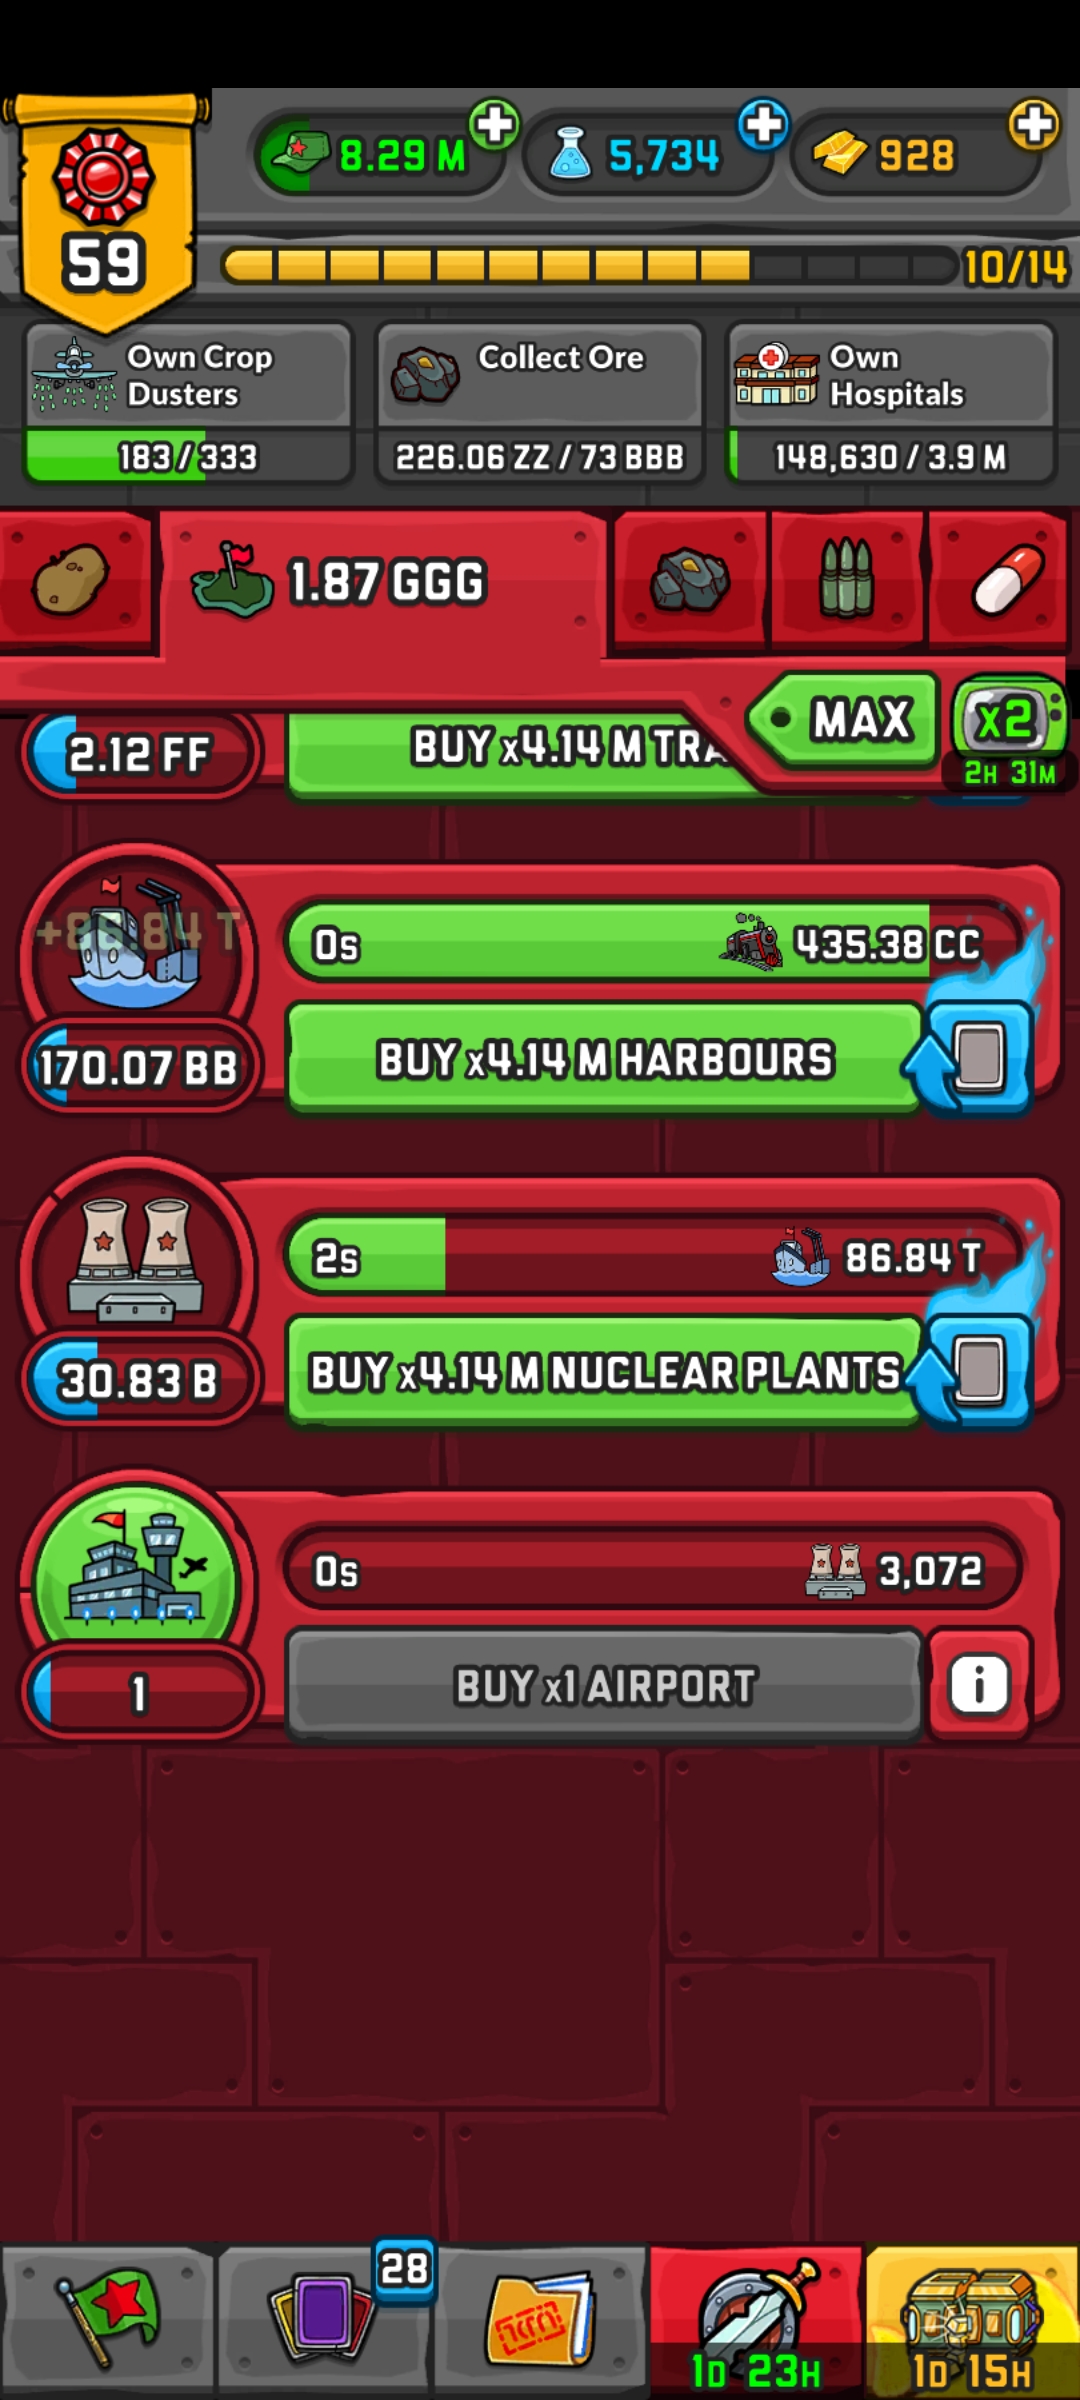 8.29 M
5,734
928
59
10/14
Own Crop
Dusters
183/333
Collect Ore
226.06 ZZ / 73 BBB
Own
Hospitals
148,630 / 3.9 M
1.87 GGG
MAX
x2
2H 31M
2.12 FF
BUY x4.14 M TRA
+86.84 T
0s
435.38 CC
170.07 BB
BUY x4.14 M HARBOURS
2s
86.84 T
30.83 B
BUY x4.14 M NUCLEAR PLANTS
0s
3,072
1
BUY x1 AIRPORT
i
28
1D 23H
1D 15H